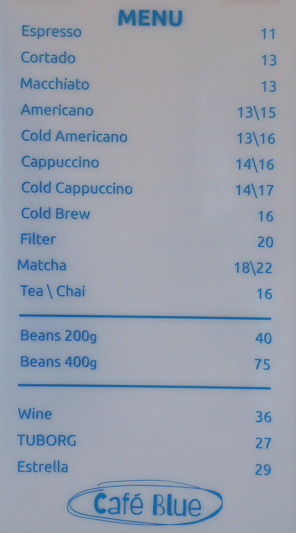 MENU
Espresso 11
Cortado 13
Macchiato 13
Americano 13\15
Cold Americano 13\16
Cappuccino 14\16
Cold Cappuccino 14\17
Cold Brew 16
Filter 20
Matcha 18\22
Tea \ Chai 16
Beans 200g 40
Beans 400g 75
Wine 36
TUBORG 27
Estrella 29
Café Blue